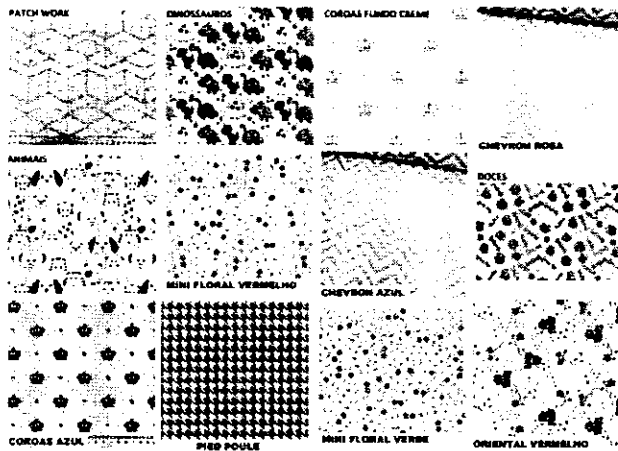 PATCH WORK
DINOSSAUROS
COROAS FUNDO CREME
CHEVRON ROSA
ANIMAIS
MINI FLORAL VERMELHO
CHEVRON AZUL
DOCES
COROAS AZUL
PIED POULE
MINI FLORAL VERDE
ORIENTAL VERMELHO